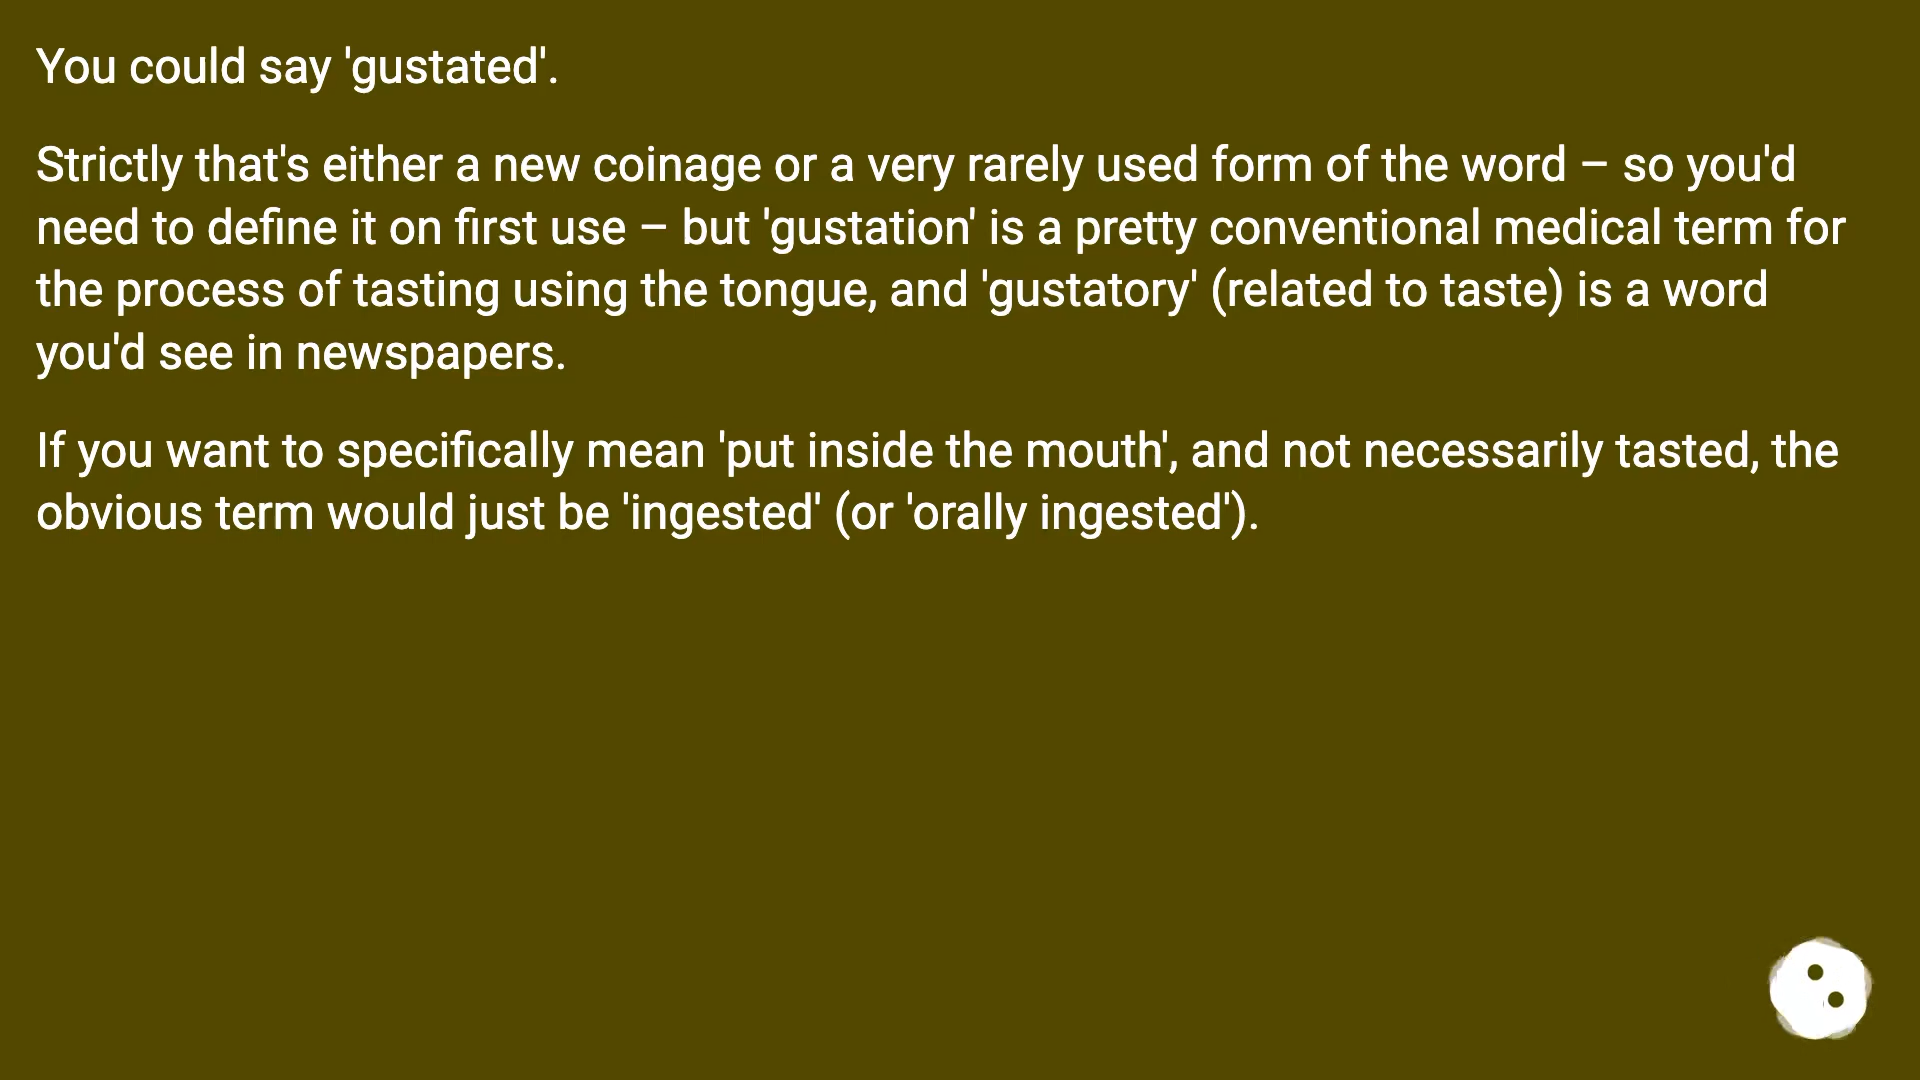 You could say 'gustated'.
Strictly that's either a new coinage or a very rarely used form of the word – so you'd
need to define it on first use – but 'gustation' is a pretty conventional medical term for
the process of tasting using the tongue, and 'gustatory' (related to taste) is a word
you'd see in newspapers.
If you want to specifically mean 'put inside the mouth', and not necessarily tasted, the
obvious term would just be 'ingested' (or 'orally ingested').